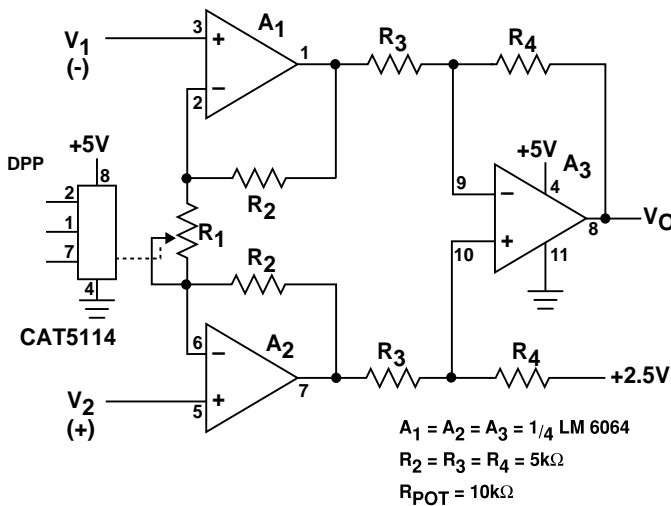 A1
V1
3
+
1
R3
R4
(-)
−
2
DPP
+5V
8
R2
+5V
A3
9
−
4
2
1
7
R1
8
VO
R2
10
+
11
4
CAT5114
6
−
A2
R3
R4
7
+2.5V
V2
5
+
(+)
A1 = A2 = A3 = 1/4 LM 6064
R2 = R3 = R4 = 5kΩ
RPOT = 10kΩ